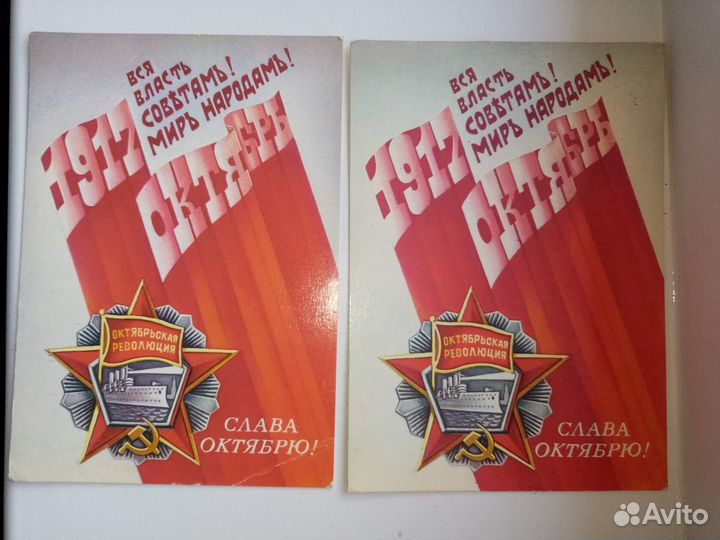 ВСЯ
ВЛАСТЬ
СОВѢТАМЪ!
МИРЪ НАРОДАМЪ!
1917
ОКТЯБРЬ
ОКТЯБРЬСКАЯ
РЕВОЛЮЦИЯ
СЛАВА
ОКТЯБРЮ!
ВСЯ
ВЛАСТЬ
СОВѢТАМЪ!
МИРЪ НАРОДАМЪ!
1917
ОКТЯБРЬ
ОКТЯБРЬСКАЯ
РЕВОЛЮЦИЯ
СЛАВА
ОКТЯБРЮ!
Avito